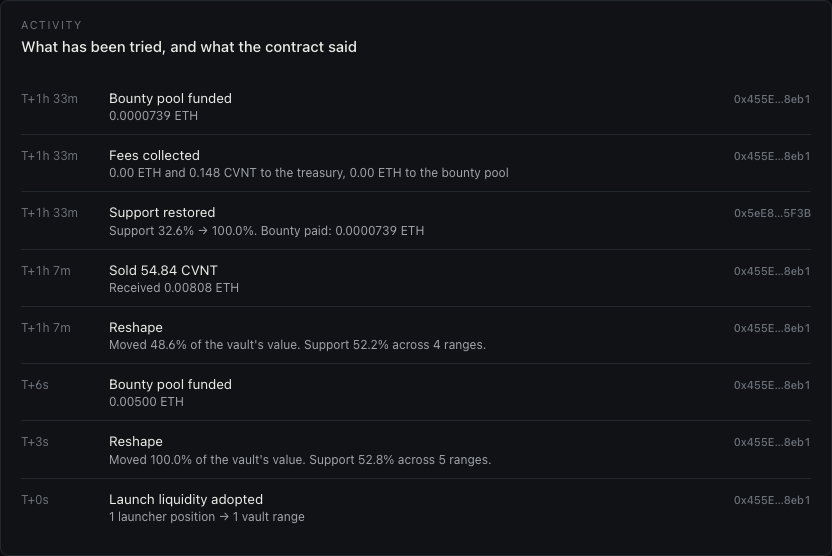 ACTIVITY
What has been tried, and what the contract said
T+1h 33m Bounty pool funded 0x455E...8eb1
0.0000739 ETH
T+1h 33m Fees collected 0x455E...8eb1
0.00 ETH and 0.148 CVNT to the treasury, 0.00 ETH to the bounty pool
T+1h 33m Support restored 0x5eE8...5F3B
Support 32.6% → 100.0%. Bounty paid: 0.0000739 ETH
T+1h 7m Sold 54.84 CVNT 0x455E...8eb1
Received 0.00808 ETH
T+1h 7m Reshape 0x455E...8eb1
Moved 48.6% of the vault's value. Support 52.2% across 4 ranges.
T+6s Bounty pool funded 0x455E...8eb1
0.00500 ETH
T+3s Reshape 0x455E...8eb1
Moved 100.0% of the vault's value. Support 52.8% across 5 ranges.
T+0s Launch liquidity adopted 0x455E...8eb1
1 launcher position → 1 vault range